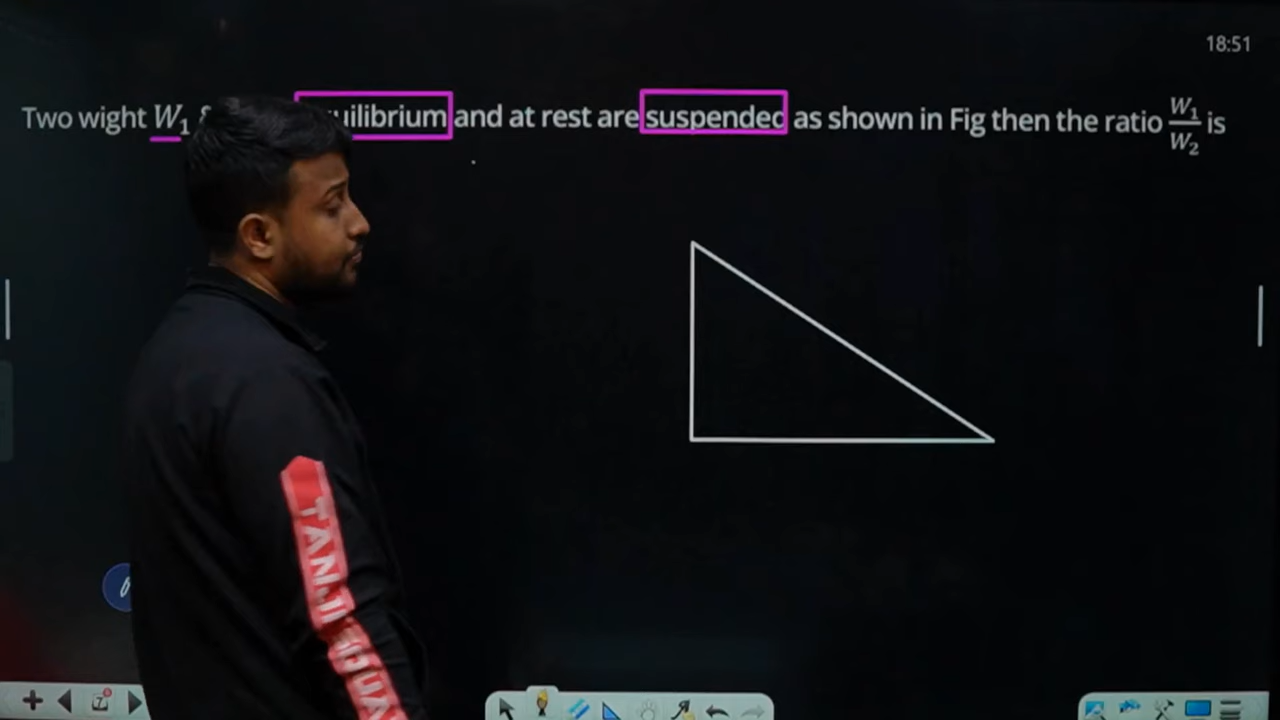 18:51
Two wight W₁ uilibrium and at rest are suspended as shown in Fig then the ratio W₁/W₂ is
TANJI